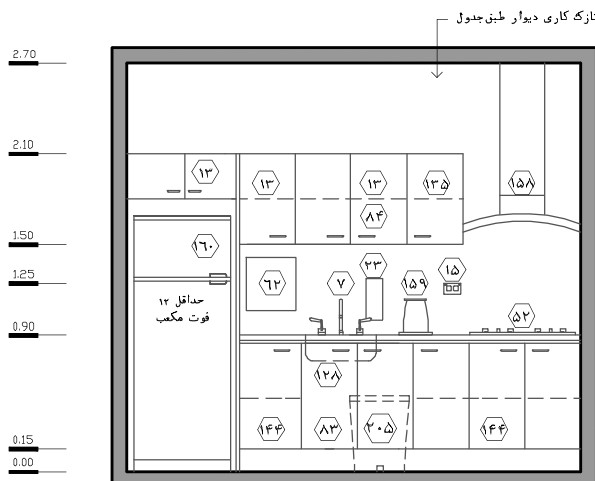 نازک کاری دیوار طبق جدول
2.70
2.10
۱۳ ۱۳ ۱۳ ۱۳۵ ۱۵۸
۸۴
1.50
۱۶۰
1.25
۶۲ ۷ ۲۳ ۱۵۹ ۱۵
حداقل ۱۲
فوت مکعب
۵۲
0.90
۱۲۸
۱۴۴ ۸۳ ۲۰۵ ۱۴۴
0.15
0.00